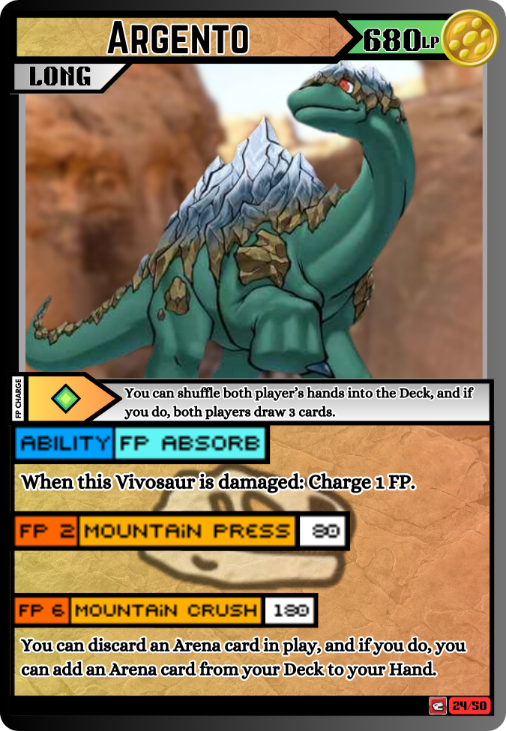 ARGENTO
680LP
LONG
FP CHARGE
You can shuffle both player's hands into the Deck, and if
you do, both players draw 3 cards.
ABILITY FP ABSORB
When this Vivosaur is damaged: Charge 1 FP.
FP 2 MOUNTAIN PRESS 80
FP 6 MOUNTAIN CRUSH 180
You can discard an Arena card in play, and if you do, you
can add an Arena card from your Deck to your Hand.
24/50